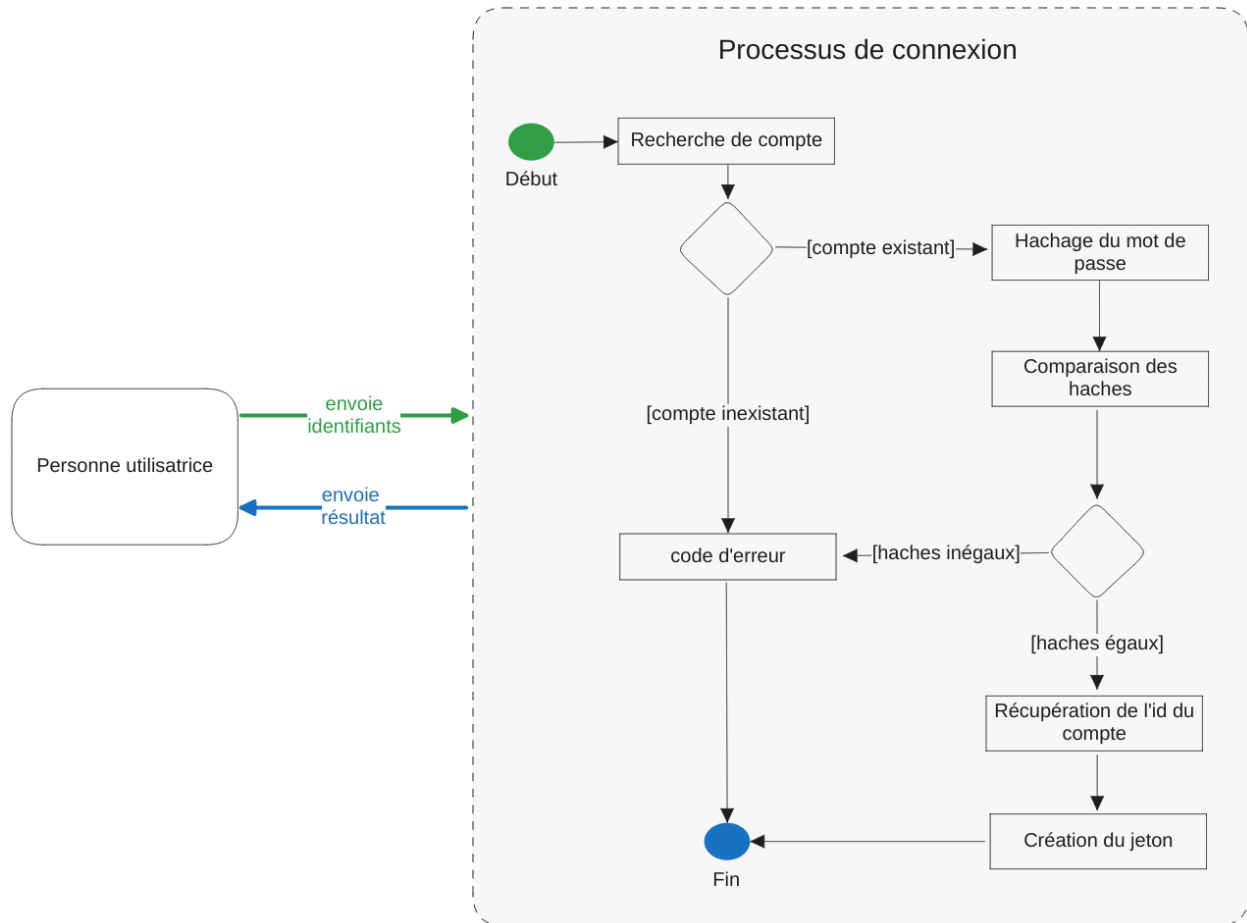 Processus de connexion
Recherche de compte
Début
[compte existant]
Hachage du mot de
passe
Comparaison des
haches
envoie
identifiants
[compte inexistant]
Personne utilisatrice
envoie
résultat
code d'erreur
[haches inégaux]
[haches égaux]
Récupération de l'id du
compte
Création du jeton
Fin